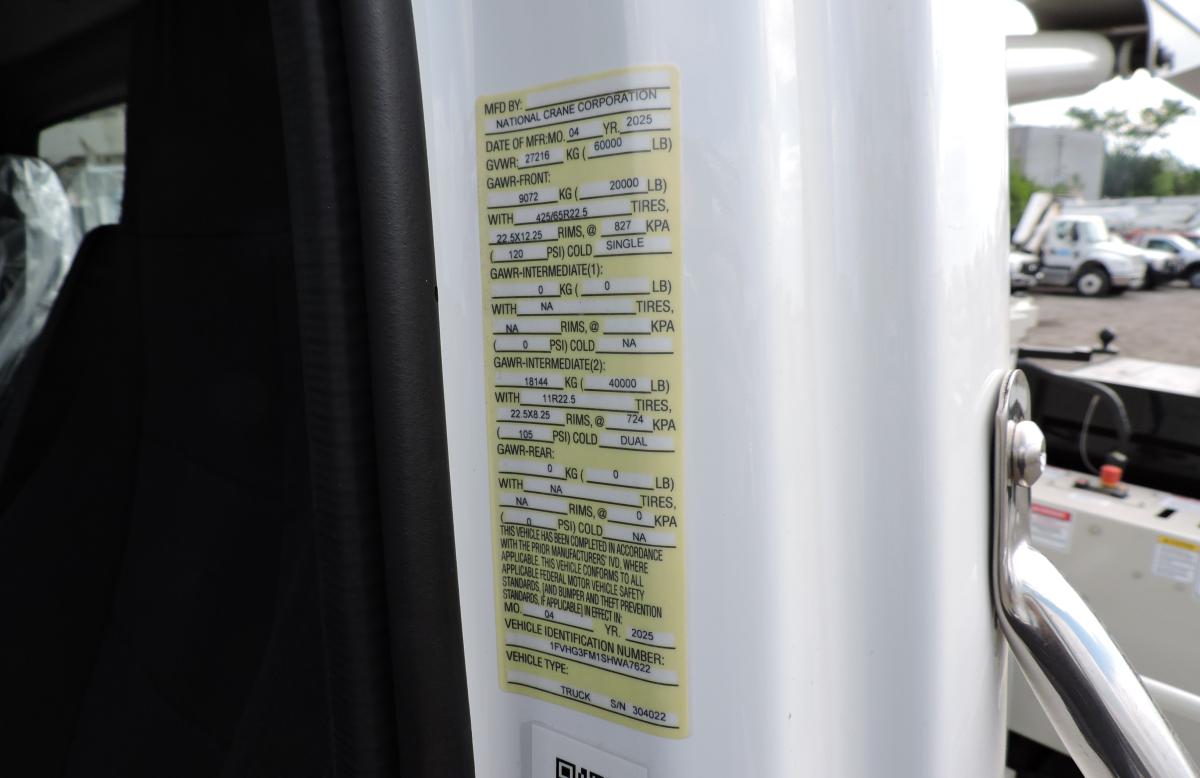 MFD BY:
NATIONAL CRANE CORPORATION
DATE OF MFR: MO. 04 YR. 2025
GVWR: 27216 KG ( 60000 LB)
GAWR-FRONT:
9072 KG ( 20000 LB)
WITH 425/65R22.5 TIRES,
22.5X12.25 RIMS, @ 827 KPA
( 120 PSI) COLD SINGLE
GAWR-INTERMEDIATE(1):
0 KG ( 0 LB)
WITH NA TIRES,
NA RIMS, @ KPA
( 0 PSI) COLD NA
GAWR-INTERMEDIATE(2):
18144 KG ( 40000 LB)
WITH 11R22.5 TIRES,
22.5X8.25 RIMS, @ 724 KPA
( 105 PSI) COLD DUAL
GAWR-REAR:
0 KG ( 0 LB)
WITH NA TIRES,
NA RIMS, @ 0 KPA
( 0 PSI) COLD NA
THIS VEHICLE HAS BEEN COMPLETED IN ACCORDANCE
WITH THE PRIOR MANUFACTURERS' IVD, WHERE
APPLICABLE. THIS VEHICLE CONFORMS TO ALL
APPLICABLE FEDERAL MOTOR VEHICLE SAFETY
STANDARDS, [AND BUMPER AND THEFT PREVENTION
STANDARDS, IF APPLICABLE] IN EFFECT IN:
MO. 04 YR. 2025
VEHICLE IDENTIFICATION NUMBER:
1FVHG3FM1SHWA7622
VEHICLE TYPE:
TRUCK S/N 304022